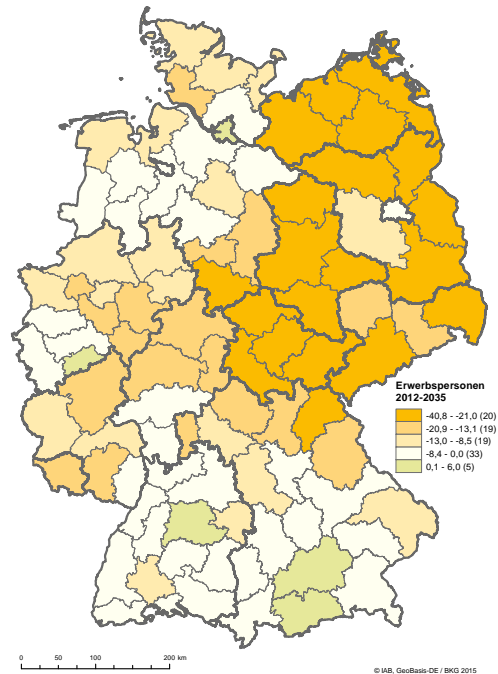 Erwerbspersonen
2012-2035
-40,8 - -21,0 (20)
-20,9 - -13,1 (19)
-13,0 - -8,5 (19)
-8,4 - 0,0 (33)
0,1 - 6,0 (5)
0 50 100 200 km
© IAB, GeoBasis-DE / BKG 2015